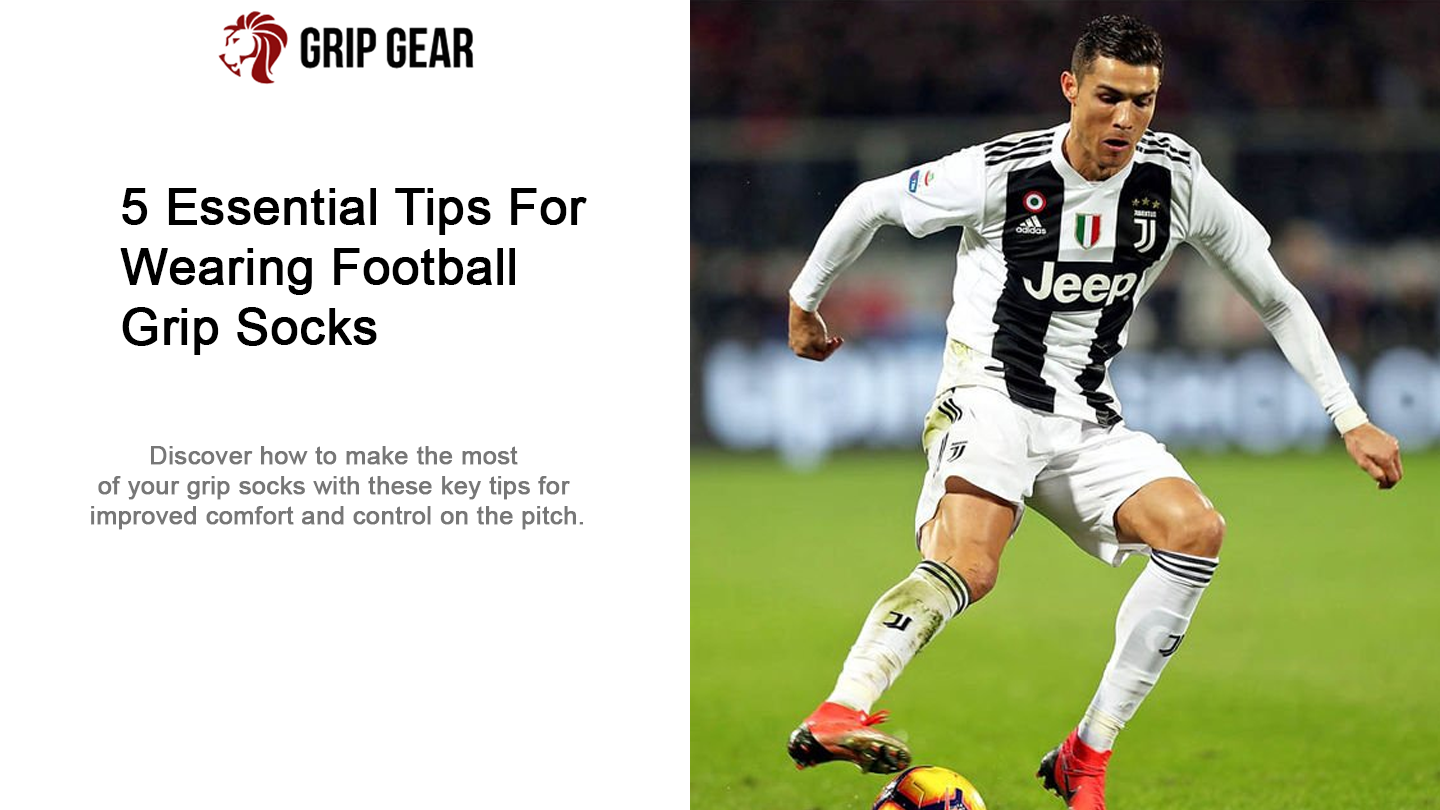 GRIP GEAR
5 Essential Tips For
Wearing Football
Grip Socks
Discover how to make the most
of your grip socks with these key tips for
improved comfort and control on the pitch.
adidas
JUVENTUS
Jeep